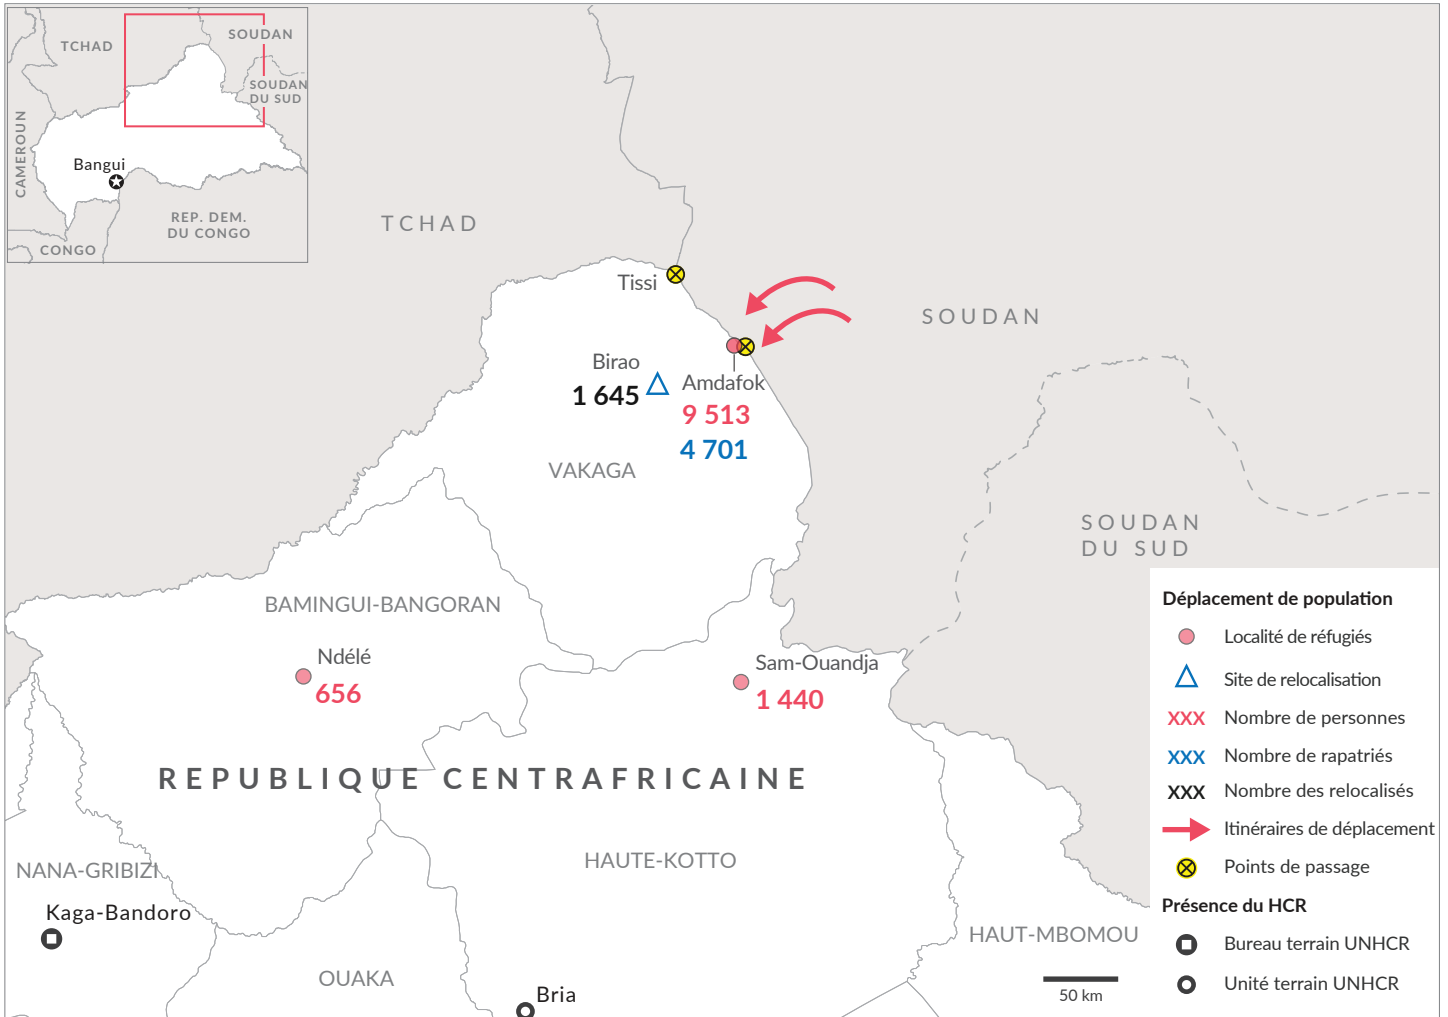 TCHAD
SOUDAN
SOUDAN
DU SUD
CAMEROUN
Bangui
REP. DEM.
DU CONGO
CONGO
TCHAD
Tissi
SOUDAN
Birao
1 645
Amdafok
9 513
4 701
VAKAGA
SOUDAN
DU SUD
BAMINGUI-BANGORAN
Ndélé
656
Sam-Ouandja
1 440
REPUBLIQUE CENTRAFRICAINE
NANA-GRIBIZI
HAUTE-KOTTO
Kaga-Bandoro
HAUT-MBOMOU
OUAKA
Bria
50 km
Déplacement de population
Localité de réfugiés
Site de relocalisation
XXX Nombre de personnes
XXX Nombre de rapatriés
XXX Nombre des relocalisés
Itinéraires de déplacement
Points de passage
Présence du HCR
Bureau terrain UNHCR
Unité terrain UNHCR